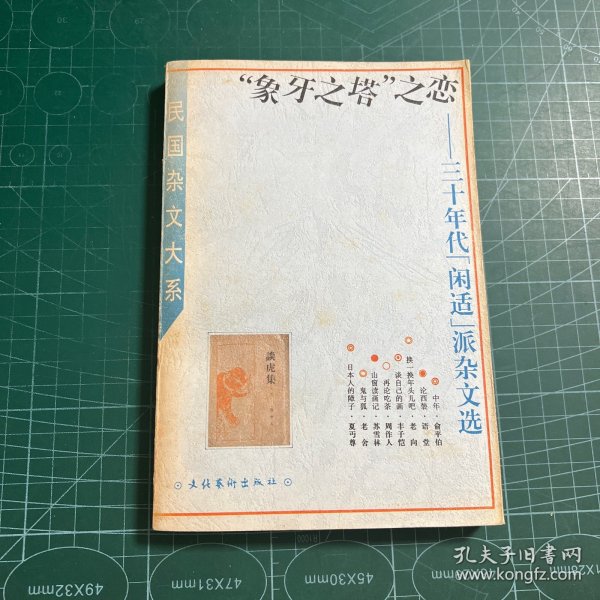 “象牙之塔”之恋
——三十年代「闲适」派杂文选
民国杂文大系
中年·俞平伯
论西装·语堂
换一换年头儿吧·老向
谈自己的画·丰子恺
再论吃茶·周作人
山窗读画记·苏雪林
鬼与狐·老舍
日本人的障子·夏丏尊
談虎集
文化艺术出版社
孔夫子旧书网
www.kongfz.com
49X32mm
47X31mm
45X30mm
R1000